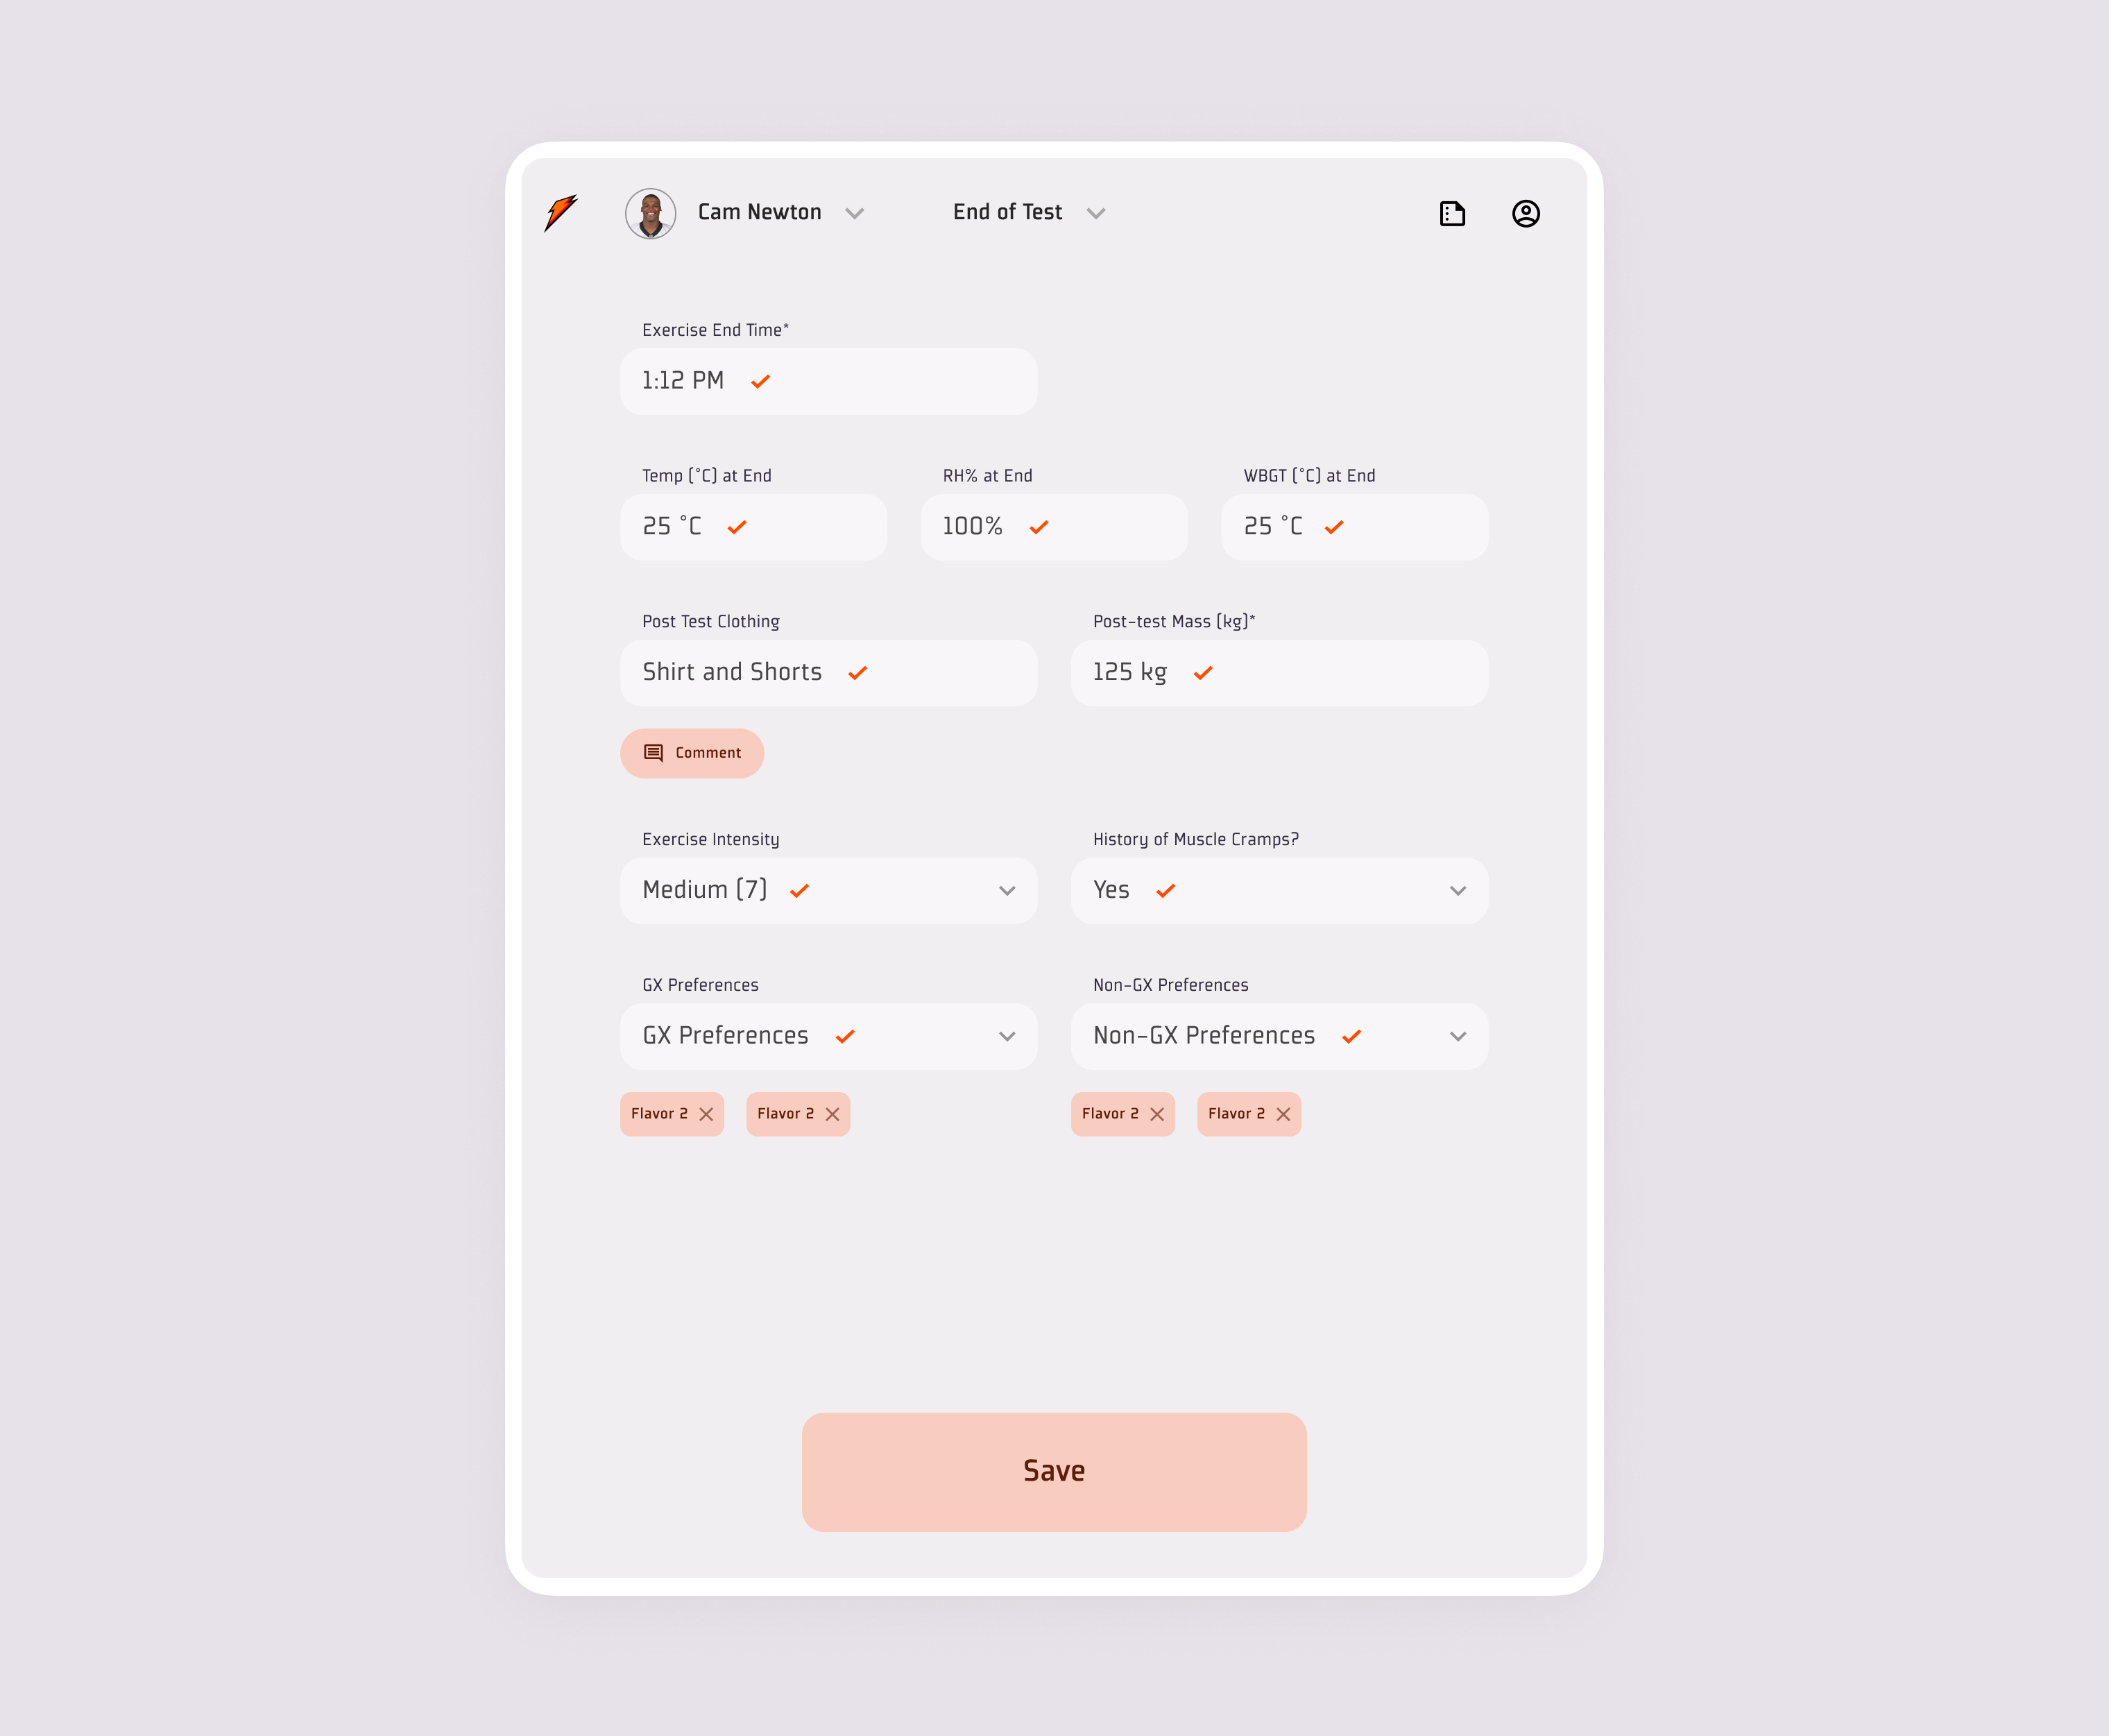 Cam Newton
End of Test
Exercise End Time*
1:12 PM
Temp (°C) at End
RH% at End
WBGT (°C) at End
25 °C
100%
25 °C
Post Test Clothing
Post-test Mass (kg)*
Shirt and Shorts
125 kg
Comment
Exercise Intensity
History of Muscle Cramps?
Medium (7)
Yes
GX Preferences
Non-GX Preferences
GX Preferences
Non-GX Preferences
Flavor 2
Flavor 2
Flavor 2
Flavor 2
Save